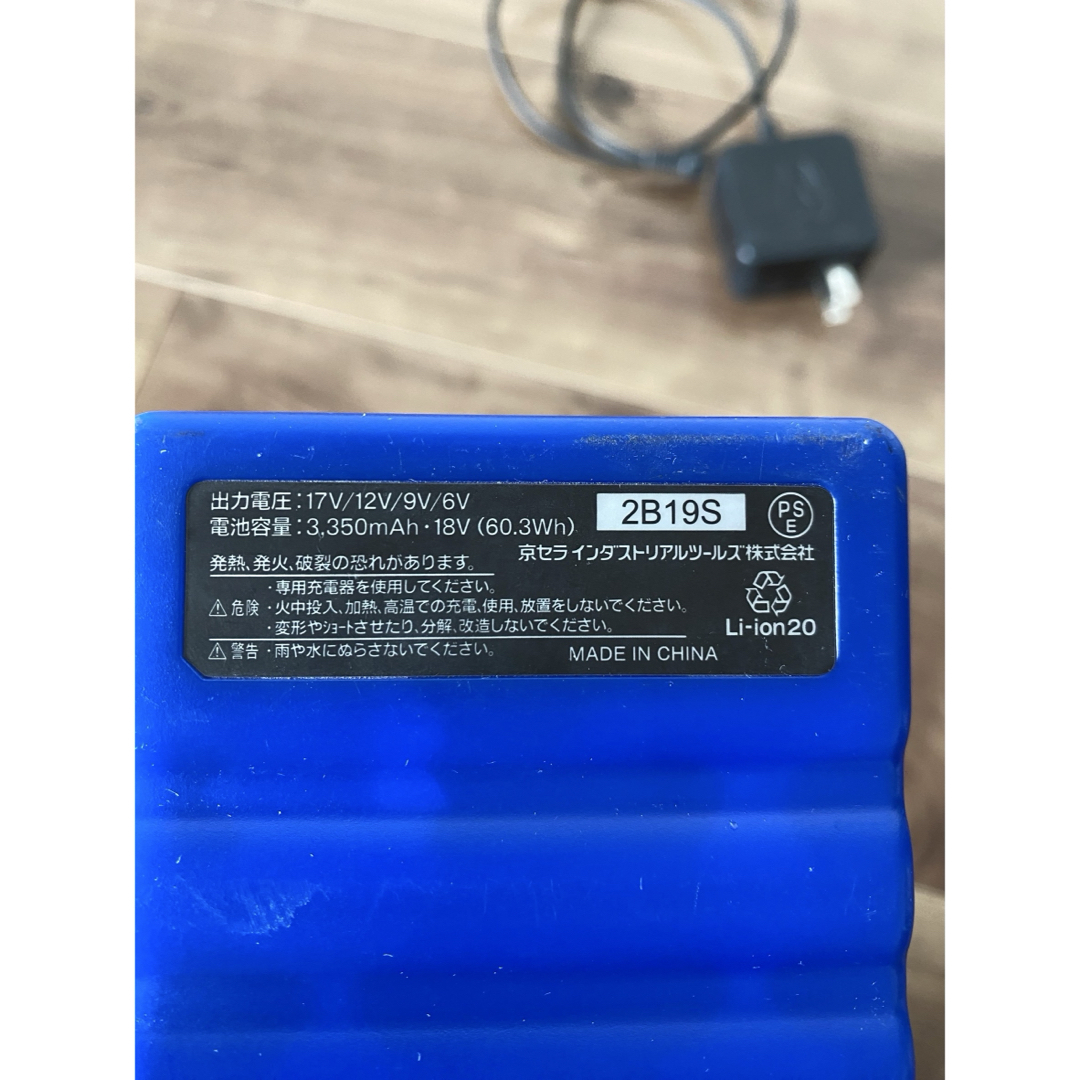 出力電圧:17V/12V/9V/6V
電池容量:3,350mAh・18V(60.3Wh)
2B19S
PS
E
京セラ インダストリアルツールズ株式会社
発熱、発火、破裂の恐れがあります。
⚠危険
・専用充電器を使用してください。
・火中投入、加熱、高温での充電、使用、放置をしないでください。
・変形やショートさせたり、分解、改造しないでください。
⚠警告・雨や水にぬらさないでください。
Li-ion20
MADE IN CHINA